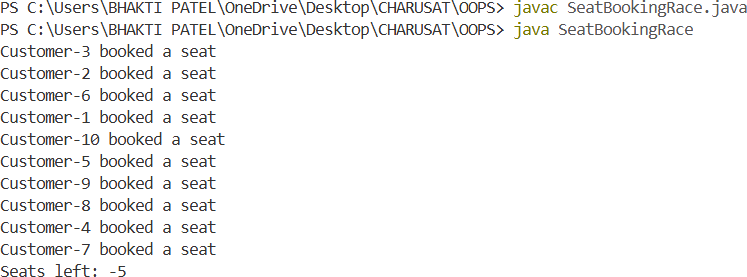 PS C:\Users\BHAKTI PATEL\OneDrive\Desktop\CHARUSAT\OOPS> javac SeatBookingRace.java
PS C:\Users\BHAKTI PATEL\OneDrive\Desktop\CHARUSAT\OOPS> java SeatBookingRace
Customer-3 booked a seat
Customer-2 booked a seat
Customer-6 booked a seat
Customer-1 booked a seat
Customer-10 booked a seat
Customer-5 booked a seat
Customer-9 booked a seat
Customer-8 booked a seat
Customer-4 booked a seat
Customer-7 booked a seat
Seats left: -5